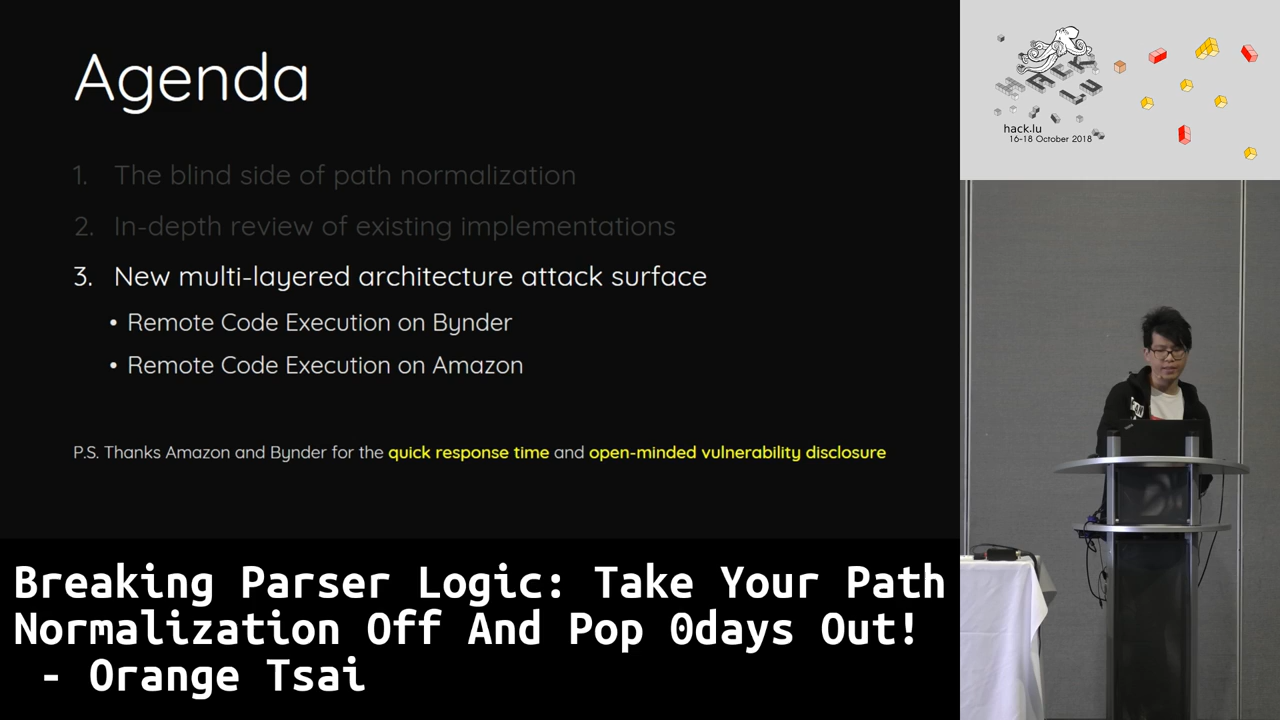 Agenda
1. The blind side of path normalization
2. In-depth review of existing implementations
3. New multi-layered architecture attack surface
• Remote Code Execution on Bynder
• Remote Code Execution on Amazon
P.S. Thanks Amazon and Bynder for the quick response time and open-minded vulnerability disclosure
HACK
LU
hack.lu
16-18 October 2018
Breaking Parser Logic: Take Your Path
Normalization Off And Pop 0days Out!
- Orange Tsai